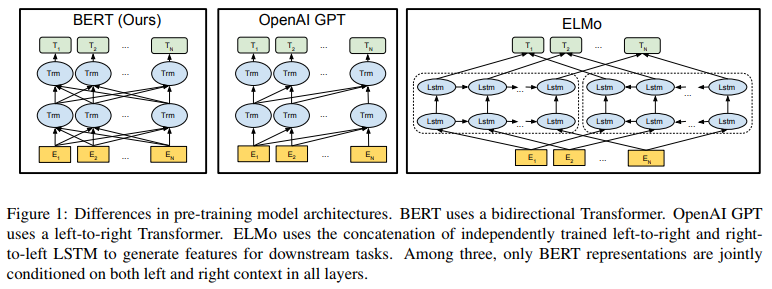 BERT (Ours)
T1 T2 ... TN
Trm Trm ... Trm
Trm Trm ... Trm
E1 E2 ... EN
OpenAI GPT
T1 T2 ... TN
Trm Trm ... Trm
Trm Trm ... Trm
E1 E2 ... EN
ELMo
T1 T2 ... TN
Lstm Lstm ... Lstm Lstm Lstm ... Lstm
Lstm Lstm ... Lstm Lstm Lstm ... Lstm
E1 E2 ... EN
Figure 1: Differences in pre-training model architectures. BERT uses a bidirectional Transformer. OpenAI GPT
uses a left-to-right Transformer. ELMo uses the concatenation of independently trained left-to-right and right-
to-left LSTM to generate features for downstream tasks. Among three, only BERT representations are jointly
conditioned on both left and right context in all layers.